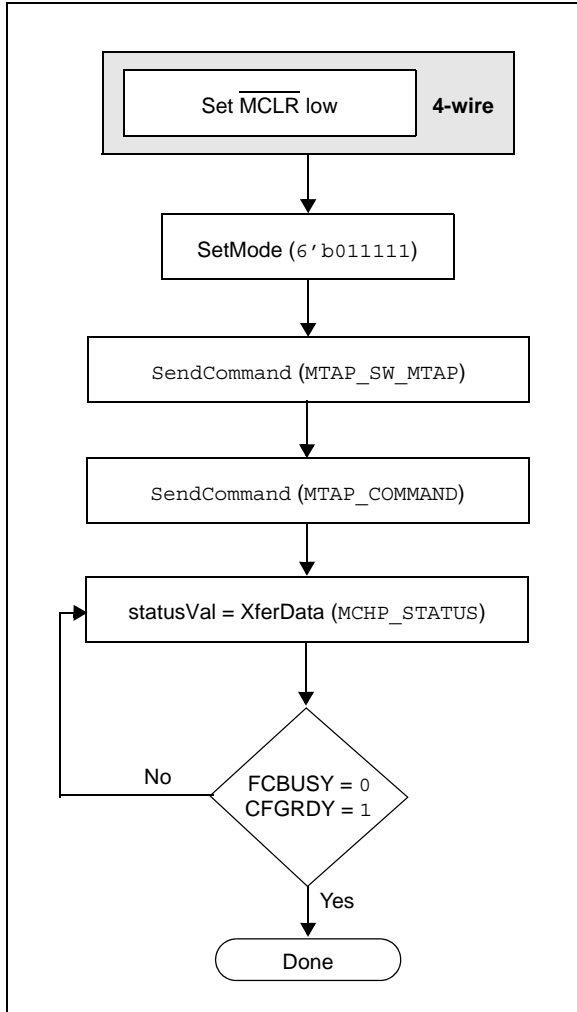 Set MCLR low
4-wire
SetMode (6'b011111)
SendCommand (MTAP_SW_MTAP)
SendCommand (MTAP_COMMAND)
statusVal = XferData (MCHP_STATUS)
No
FCBUSY = 0
CFGRDY = 1
Yes
Done